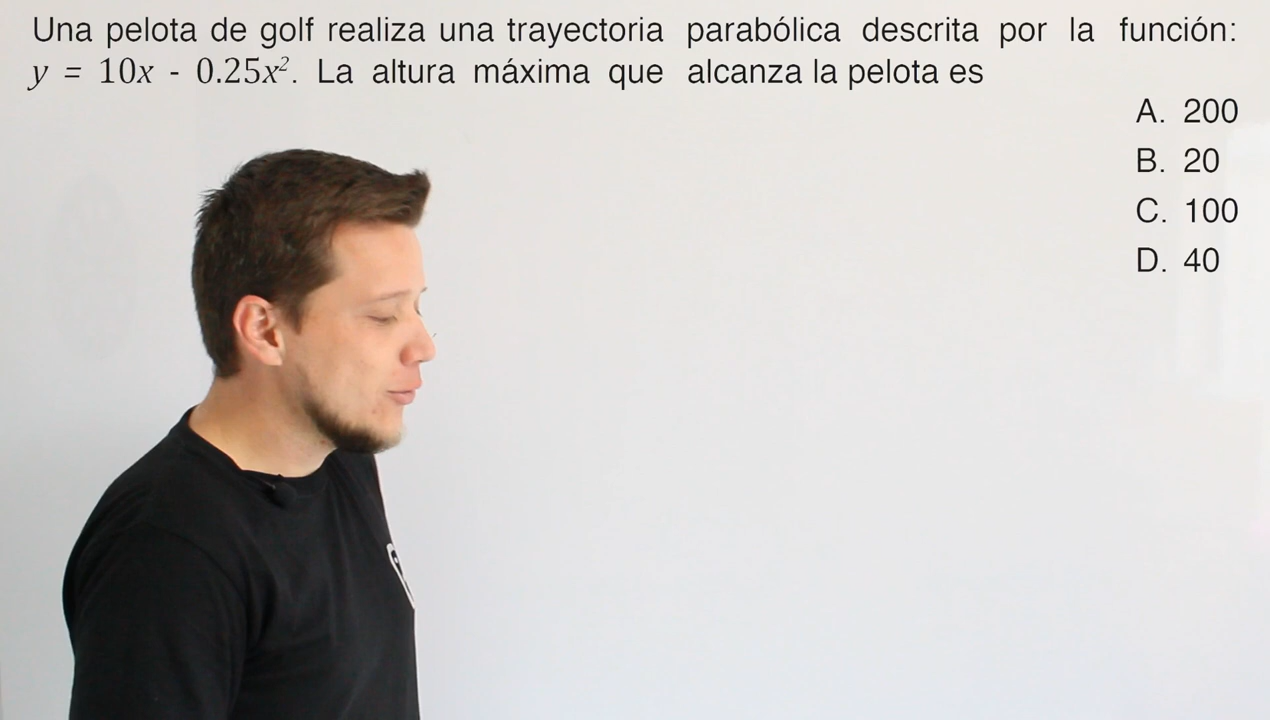 Una pelota de golf realiza una trayectoria parabólica descrita por la función:
y = 10x - 0.25x². La altura máxima que alcanza la pelota es
A. 200
B. 20
C. 100
D. 40